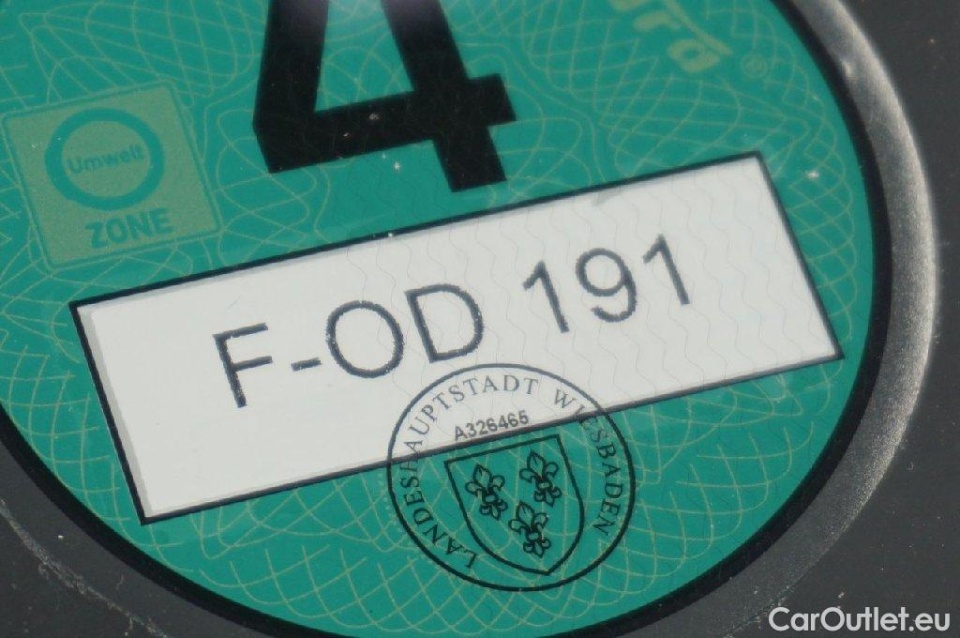 4
Umwelt
ZONE
F-OD 191
LANDESHAUPTSTADT WIESBADEN
A326465
CarOutlet.eu